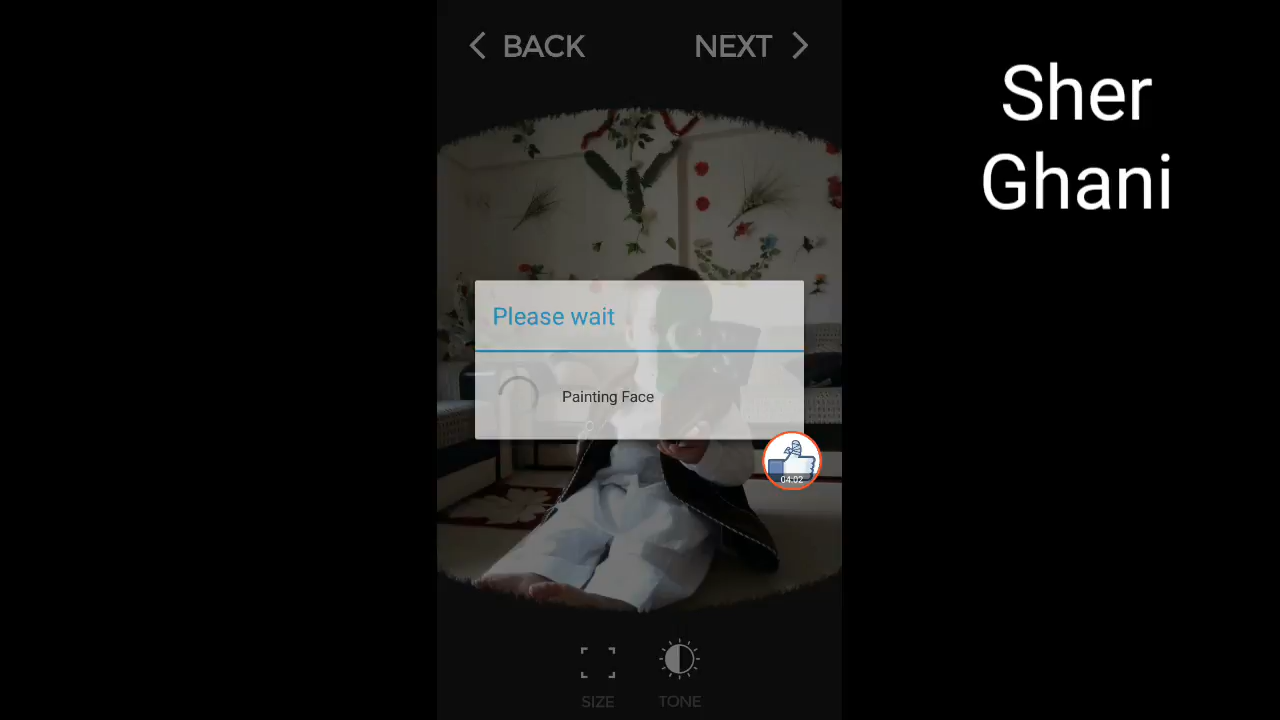 BACK
NEXT
Sher
Ghani
Please wait
Painting Face
04:02
SIZE
TONE